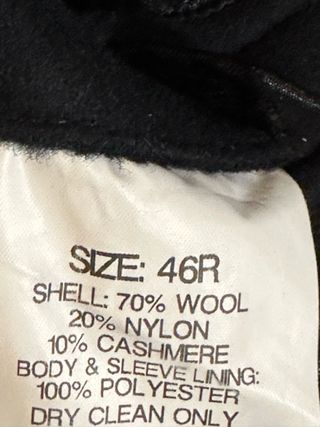 SIZE: 46R
SHELL: 70% WOOL
20% NYLON
10% CASHMERE
BODY & SLEEVE LINING:
100% POLYESTER
DRY CLEAN ONLY